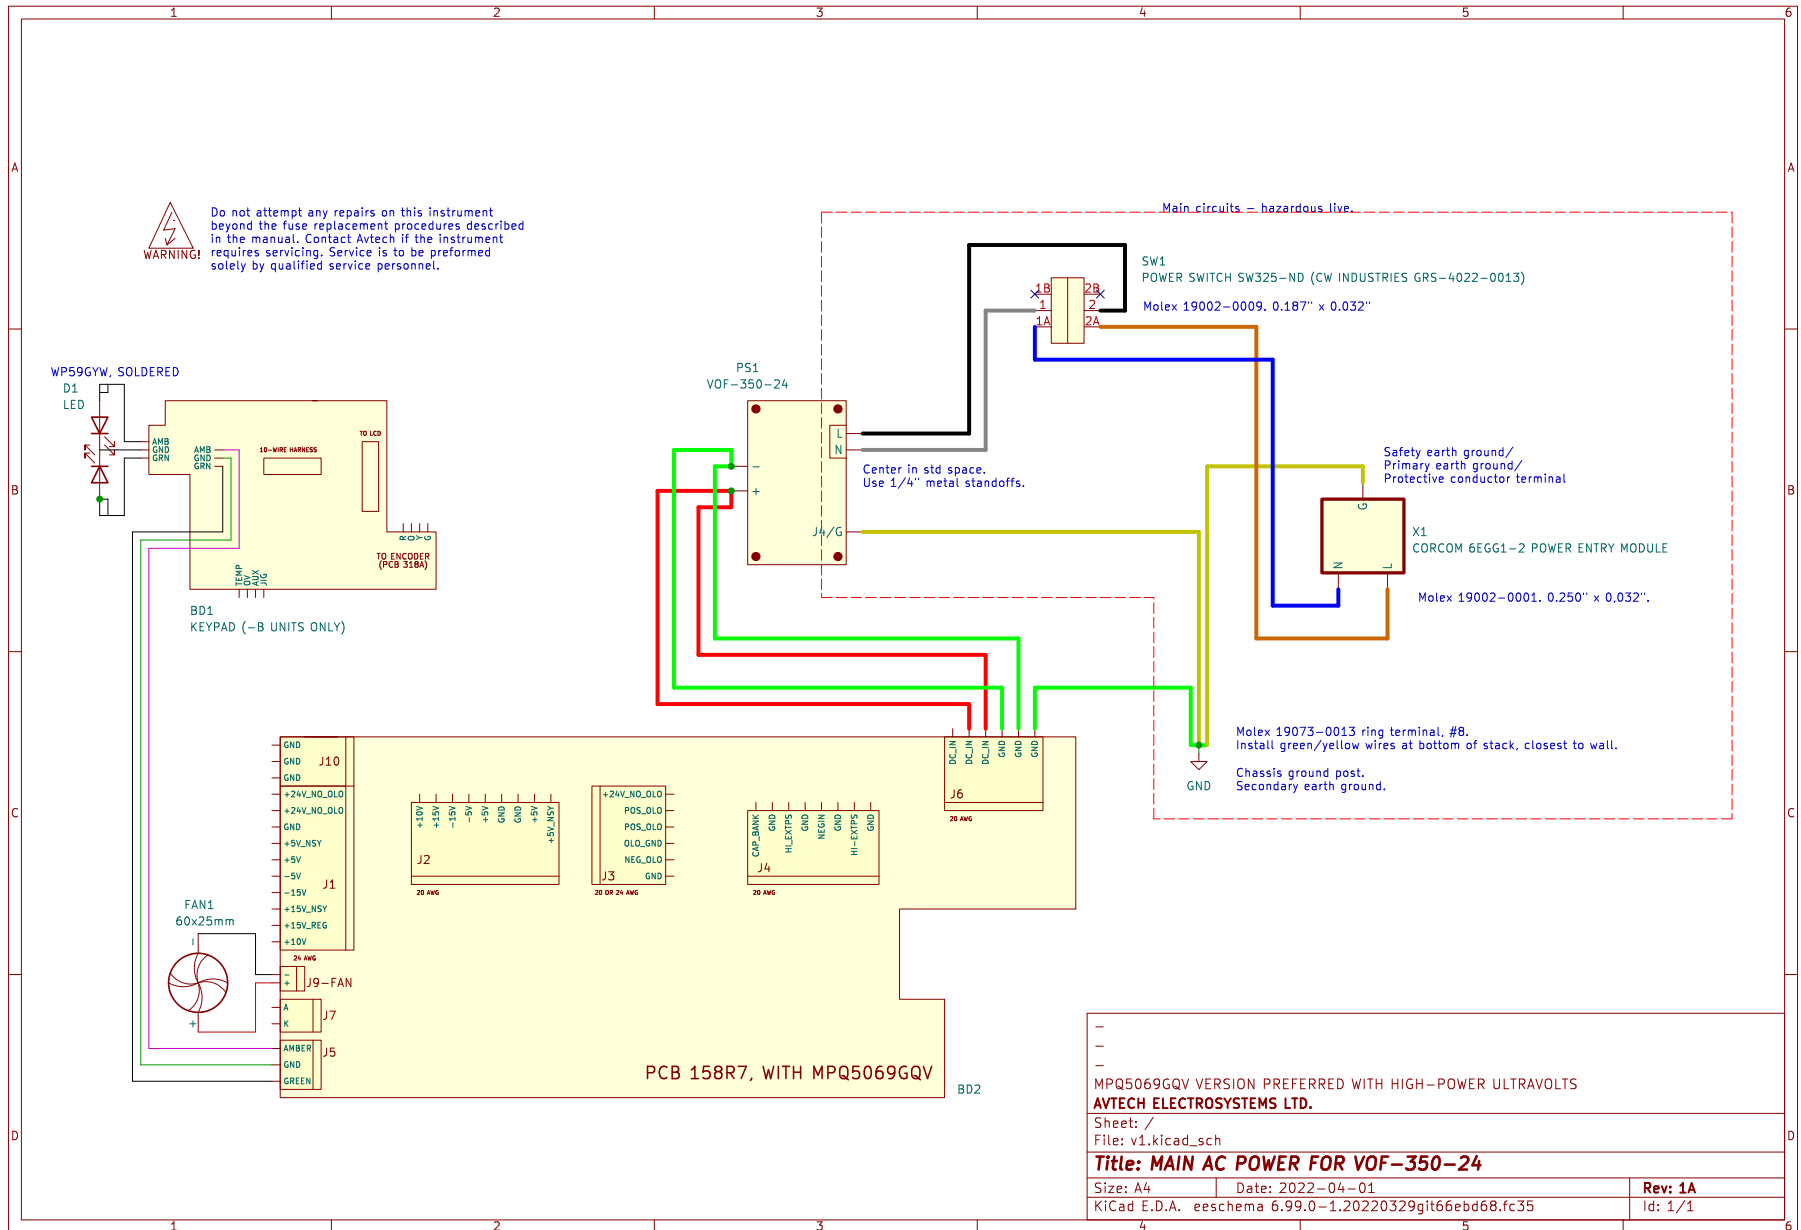 1 2 3 4 5 6
A A
B B
C C
D D
1 2 3 4 5 6
WARNING!
Do not attempt any repairs on this instrument
beyond the fuse replacement procedures described
in the manual. Contact Avtech if the instrument
requires servicing. Service is to be preformed
solely by qualified service personnel.
Main circuits – hazardous live.
SW1
POWER SWITCH SW325-ND (CW INDUSTRIES GRS-4022-0013)
Molex 19002-0009. 0.187" x 0.032"
1B 2B
1 2
1A 2A
WP59GYW, SOLDERED
D1
LED
AMB
GND
GRN
AMB
GND
GRN
10-WIRE HARNESS
TO LCD
R
O
Y
G
TO ENCODER
(PCB 318A)
TEMP
0V
AUX
JIG
BD1
KEYPAD (-B UNITS ONLY)
PS1
VOF-350-24
L
N
-
+
J4/G
Center in std space.
Use 1/4" metal standoffs.
Safety earth ground/
Primary earth ground/
Protective conductor terminal
G
N
L
X1
CORCOM 6EGG1-2 POWER ENTRY MODULE
Molex 19002-0001. 0.250" x 0,032".
Molex 19073-0013 ring terminal, #8.
Install green/yellow wires at bottom of stack, closest to wall.
Chassis ground post.
Secondary earth ground.
GND
GND
GND
GND
J10
+24V_NO_OLO
+24V_NO_OLO
GND
+5V_NSY
+5V
-5V
-15V
+15V_NSY
+15V_REG
+10V
J1
24 AWG
-
+
J9-FAN
A
K
J7
AMBER
GND
GREEN
J5
FAN1
60x25mm
-
+
+10V
+15V
-15V
-5V
+5V
GND
GND
+5V
+5V_NSY
J2
20 AWG
+24V_NO_OLO
POS_OLO
POS_OLO
OLO_GND
NEG_OLO
GND
J3
20 OR 24 AWG
CAP_BANK
GND
HI_EXTPS
GND
NEGIN
GND
HI-EXTPS
GND
J4
20 AWG
DC_IN
DC_IN
DC_IN
GND
GND
GND
J6
20 AWG
PCB 158R7, WITH MPQ5069GQV
BD2
–
–
–
MPQ5069GQV VERSION PREFERRED WITH HIGH-POWER ULTRAVOLTS
AVTECH ELECTROSYSTEMS LTD.
Sheet: /
File: v1.kicad_sch
Title: MAIN AC POWER FOR VOF-350-24
Size: A4 Date: 2022-04-01 Rev: 1A
KiCad E.D.A. eeschema 6.99.0-1.20220329git66ebd68.fc35 Id: 1/1